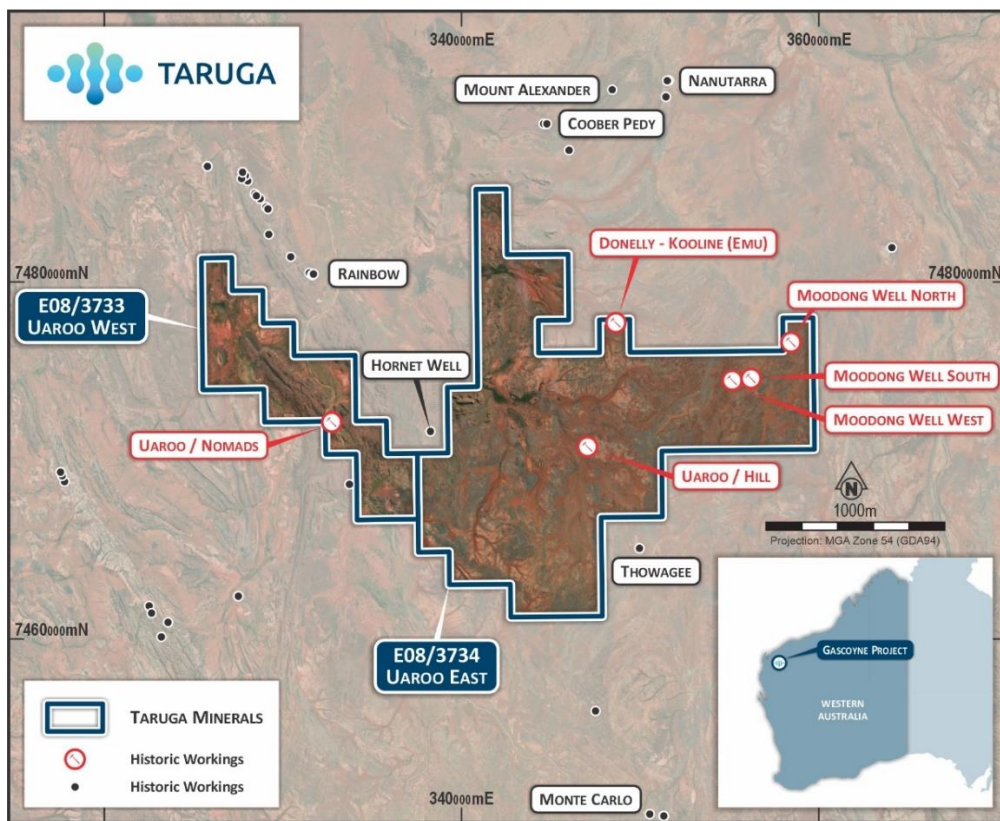 340000mE
360000mE
TARUGA
MOUNT ALEXANDER
NANUTARRA
COOBER PEDY
DONELLY - KOOLINE (EMU)
7480000mN
7480000mN
RAINBOW
MOODONG WELL NORTH
E08/3733
UAROO WEST
HORNET WELL
MOODONG WELL SOUTH
MOODONG WELL WEST
UAROO / NOMADS
UAROO / HILL
N
1000m
Projection: MGA Zone 54 (GDA94)
THOWAGEE
7460000mN
E08/3734
UAROO EAST
GASCOYNE PROJECT
WESTERN
AUSTRALIA
TARUGA MINERALS
Historic Workings
Historic Workings
340000mE
MONTE CARLO